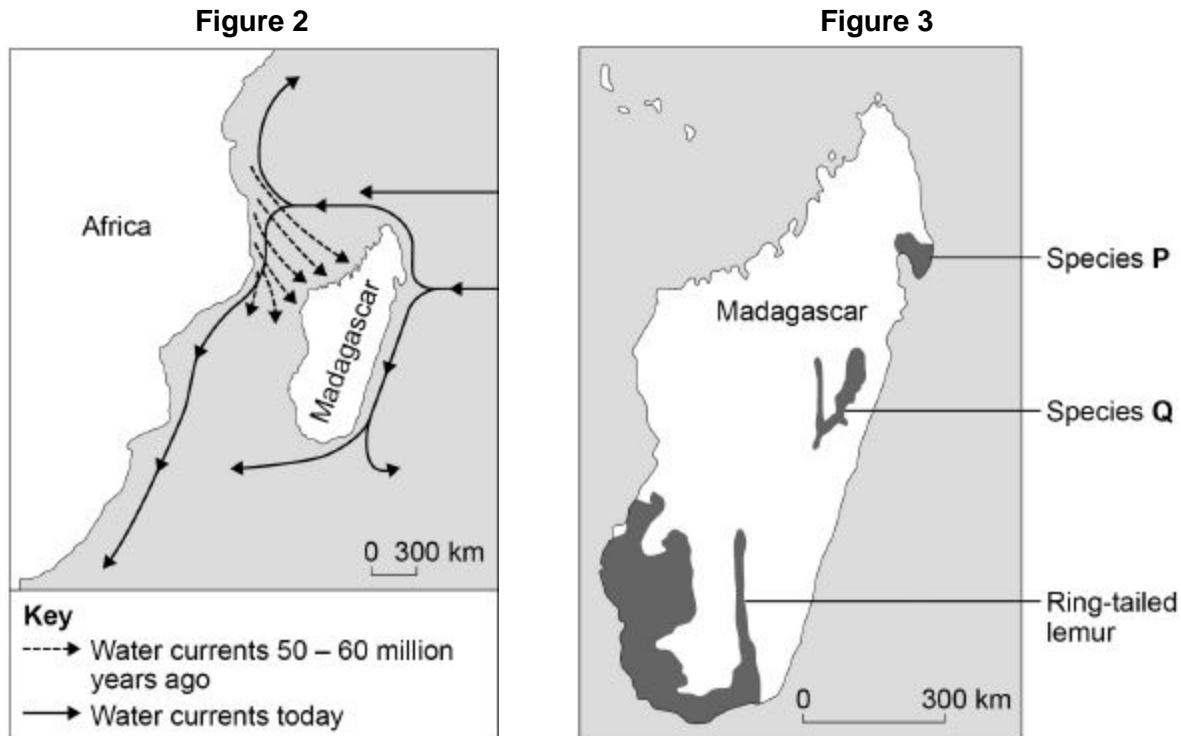 Figure 2
Africa
Madagascar
0 300 km
Key
Water currents 50 – 60 million
years ago
Water currents today
Figure 3
Madagascar
Species P
Species Q
Ring-tailed
lemur
0 300 km